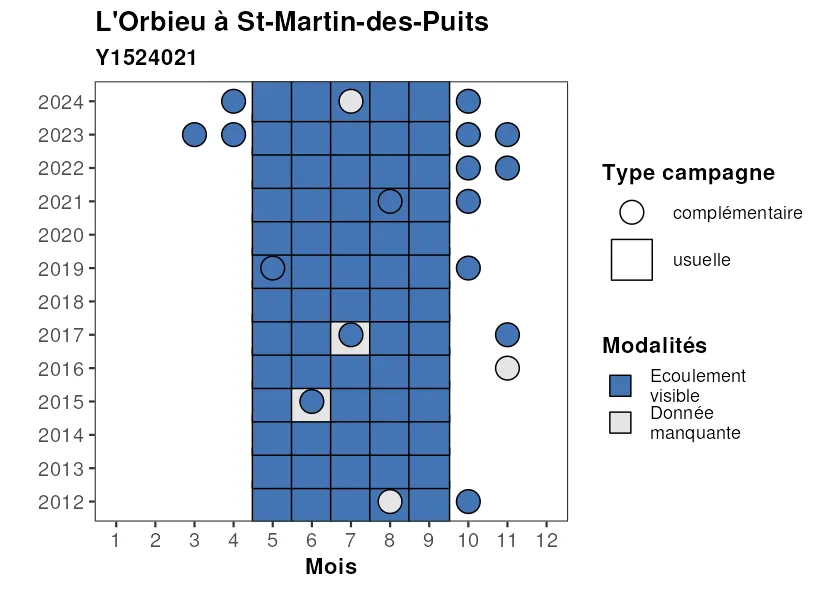 L'Orbieu à St-Martin-des-Puits
Y1524021
2024
2023
2022
2021
2020
2019
2018
2017
2016
2015
2014
2013
2012
1 2 3 4 5 6 7 8 9 10 11 12
Mois
Type campagne
complémentaire
usuelle
Modalités
Ecoulement
visible
Donnée
manquante